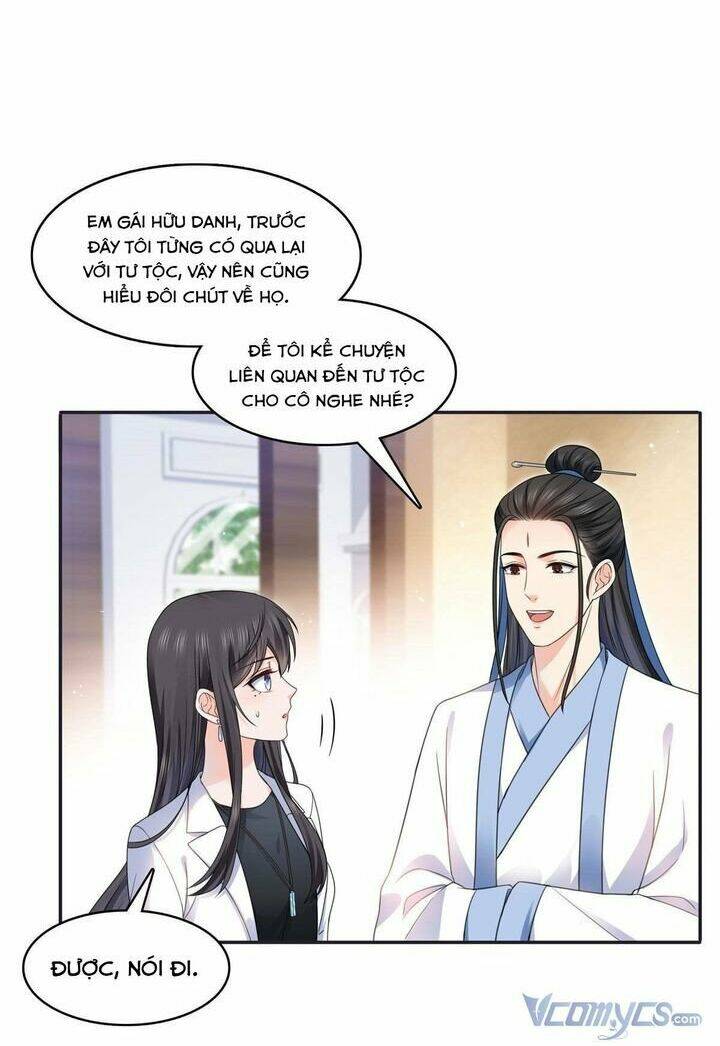 EM GÁI HỮU DANH, TRƯỚC
ĐÂY TÔI TỪNG CÓ QUA LẠI
VỚI TƯ TỘC, VẬY NÊN CŨNG
HIỂU ĐÔI CHÚT VỀ HỌ.
ĐỂ TÔI KỂ CHUYỆN
LIÊN QUAN ĐẾN TƯ TỘC
CHO CÔ NGHE NHÉ?
ĐƯỢC, NÓI ĐI.
VCOMYCS.com